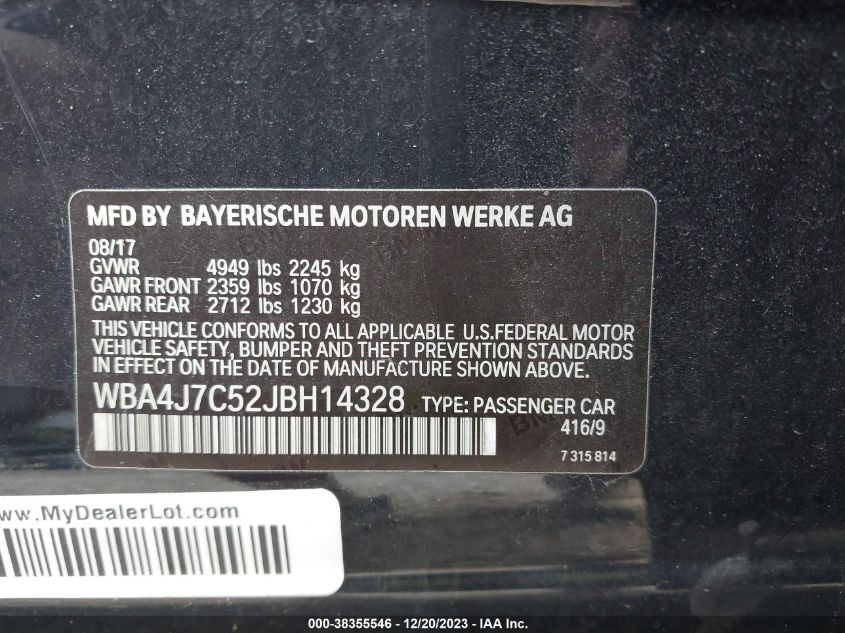 MFD BY BAYERISCHE MOTOREN WERKE AG
08/17
GVWR 4949 lbs 2245 kg
GAWR FRONT 2359 lbs 1070 kg
GAWR REAR 2712 lbs 1230 kg
THIS VEHICLE CONFORMS TO ALL APPLICABLE U.S.FEDERAL MOTOR
VEHICLE SAFETY, BUMPER AND THEFT PREVENTION STANDARDS
IN EFFECT ON THE DATE OF MANUFACTURE SHOWN ABOVE.
WBA4J7C52JBH14328 TYPE: PASSENGER CAR
416/9
7 315 814
www.MyDealerLot.com
000-38355546 - 12/20/2023 - IAA Inc.